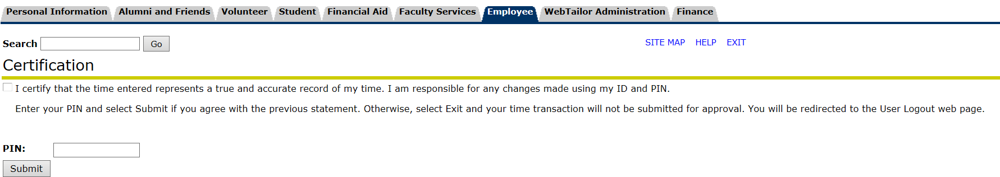 Personal Information Alumni and Friends Volunteer Student Financial Aid Faculty Services Employee WebTailor Administration Finance
Search Go SITE MAP HELP EXIT
Certification
I certify that the time entered represents a true and accurate record of my time. I am responsible for any changes made using my ID and PIN.
Enter your PIN and select Submit if you agree with the previous statement. Otherwise, select Exit and your time transaction will not be submitted for approval. You will be redirected to the User Logout web page.
PIN:
Submit